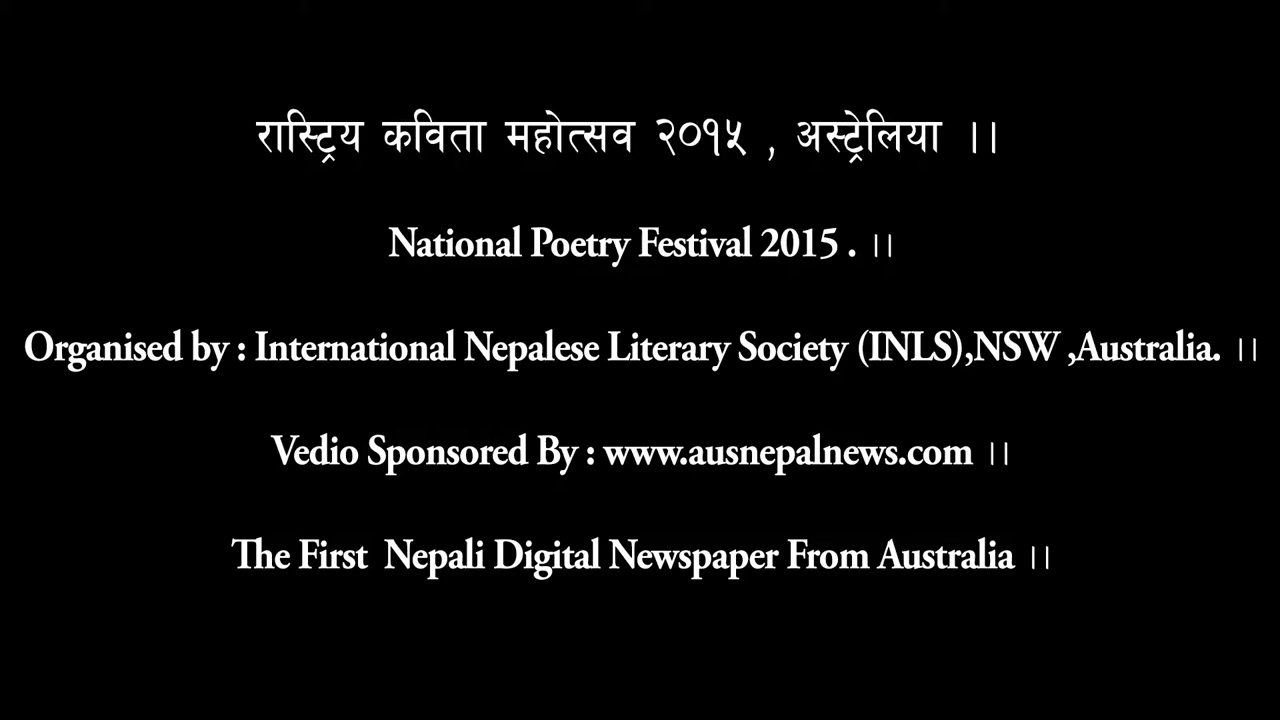 रास्ट्रिय कविता महोत्सव २०१५ , अस्ट्रेलिया ।।
National Poetry Festival 2015 . ।।
Organised by : International Nepalese Literary Society (INLS),NSW ,Australia. ।।
Vedio Sponsored By : www.ausnepalnews.com ।।
The First Nepali Digital Newspaper From Australia ।।